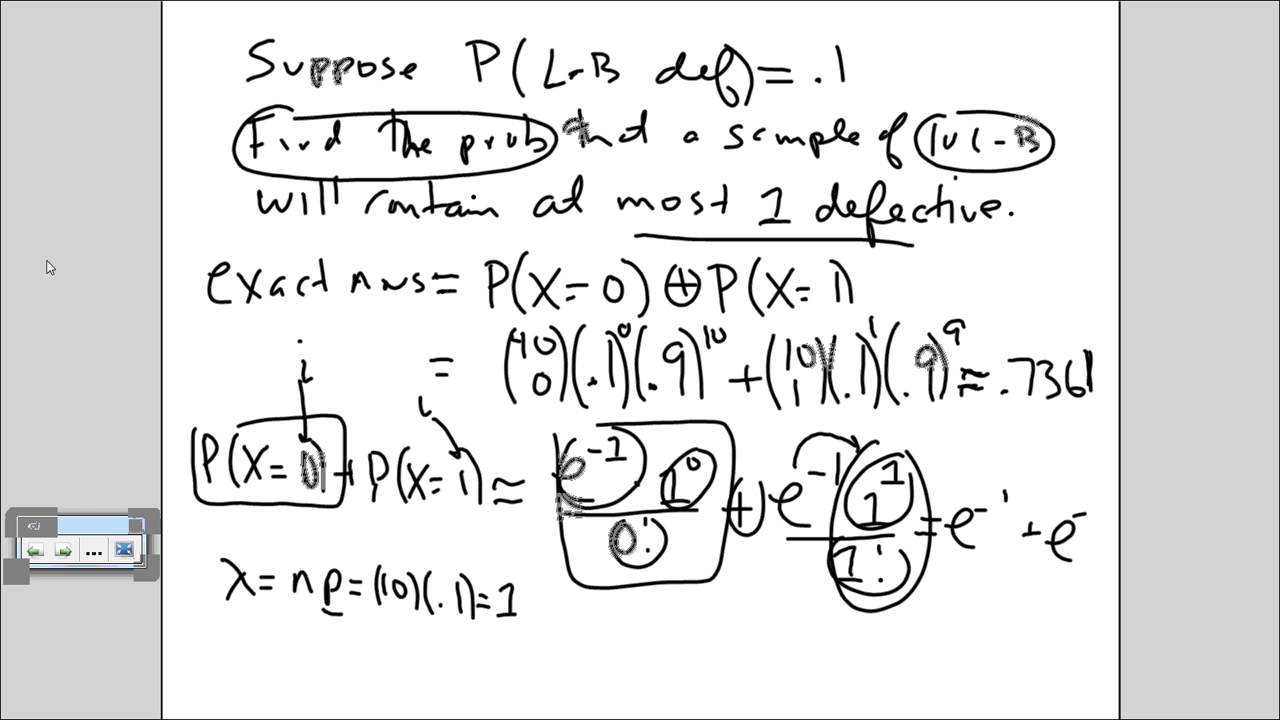 Suppose P(L-B def) = .1
Find the prob that a sample of 10 L-B
will contain at most 1 defective.
exact ans = P(X=0) + P(X=1)
= (10 0)(.1)^0(.9)^10 + (10 1)(.1)^1(.9)^9 ≈ .7361
i
i
P(X=0) + P(X=1) ≈ e^-1 1^0 / 0! + e^-1 1^1 / 1! = e^-1 + e^-
λ = np = (10)(.1) = 1